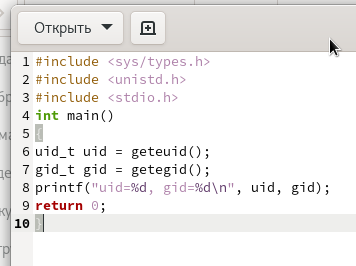 Открыть
1 #include <sys/types.h>
2 #include <unistd.h>
3 #include <stdio.h>
4 int main()
5 {
6 uid_t uid = geteuid();
7 gid_t gid = getegid();
8 printf("uid=%d, gid=%d\n", uid, gid);
9 return 0;
10 }